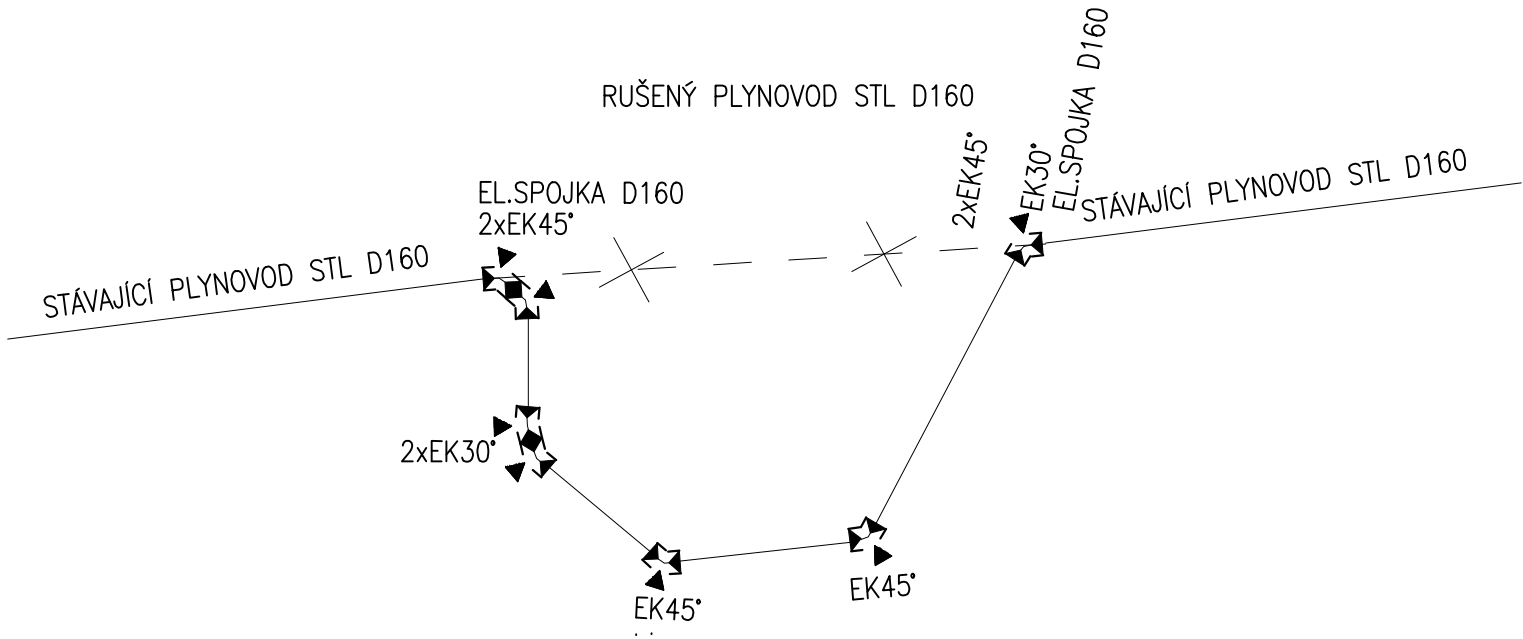 RUŠENÝ PLYNOVOD STL D160
EL.SPOJKA D160
2xEK45°
STÁVAJÍCÍ PLYNOVOD STL D160
2xEK45°
EK30°
EL.SPOJKA D160
STÁVAJÍCÍ PLYNOVOD STL D160
2xEK30°
EK45°
EK45°